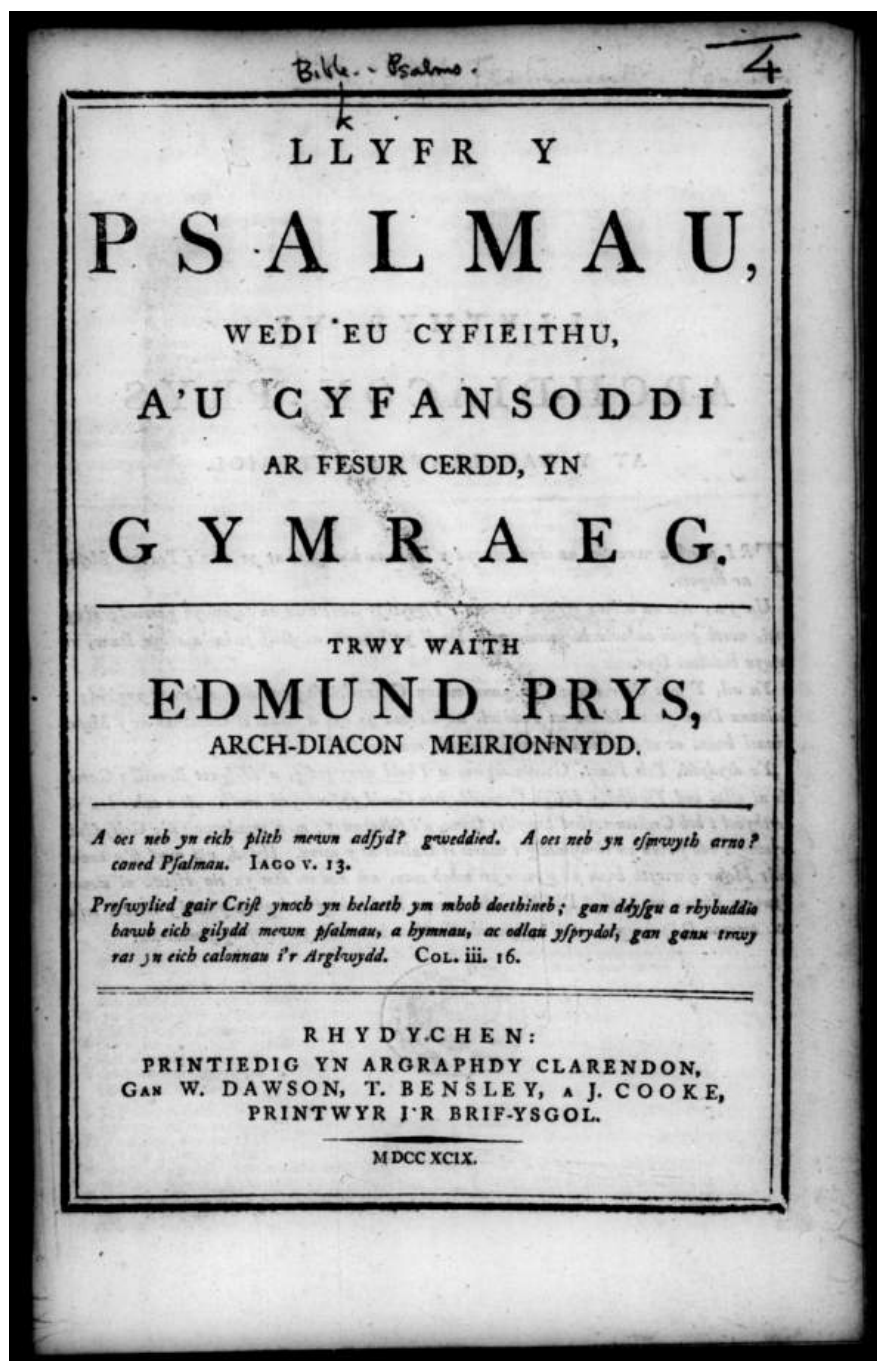 Bible. - Psalms.
4
LLYFR Y
PSALMAU,
WEDI EU CYFIEITHU,
A'U CYFANSODDI
AR FESUR CERDD, YN
GYMRAEG.
TRWY WAITH
EDMUND PRYS,
ARCH-DIACON MEIRIONNYDD.
A oes neb yn eich plith mewn adſyd? gweddied. A oes neb yn eſmwyth arno?
caned Pſalmau. IAGO v. 13.
Preſwylied gair Criſt ynoch yn helaeth ym mhob doethineb; gan ddyſgu a rhybuddio
bawb eich gilydd mewn pſalmau, a hymnau, ac odlau yſprydol, gan ganu trwy
ras yn eich calonnau i'r Arglwydd. COL. iii. 16.
RHYDYCHEN:
PRINTIEDIG YN ARGRAPHDY CLARENDON,
GAN W. DAWSON, T. BENSLEY, A J. COOKE,
PRINTWYR I'R BRIF-YSGOL.
MDCCXCIX.